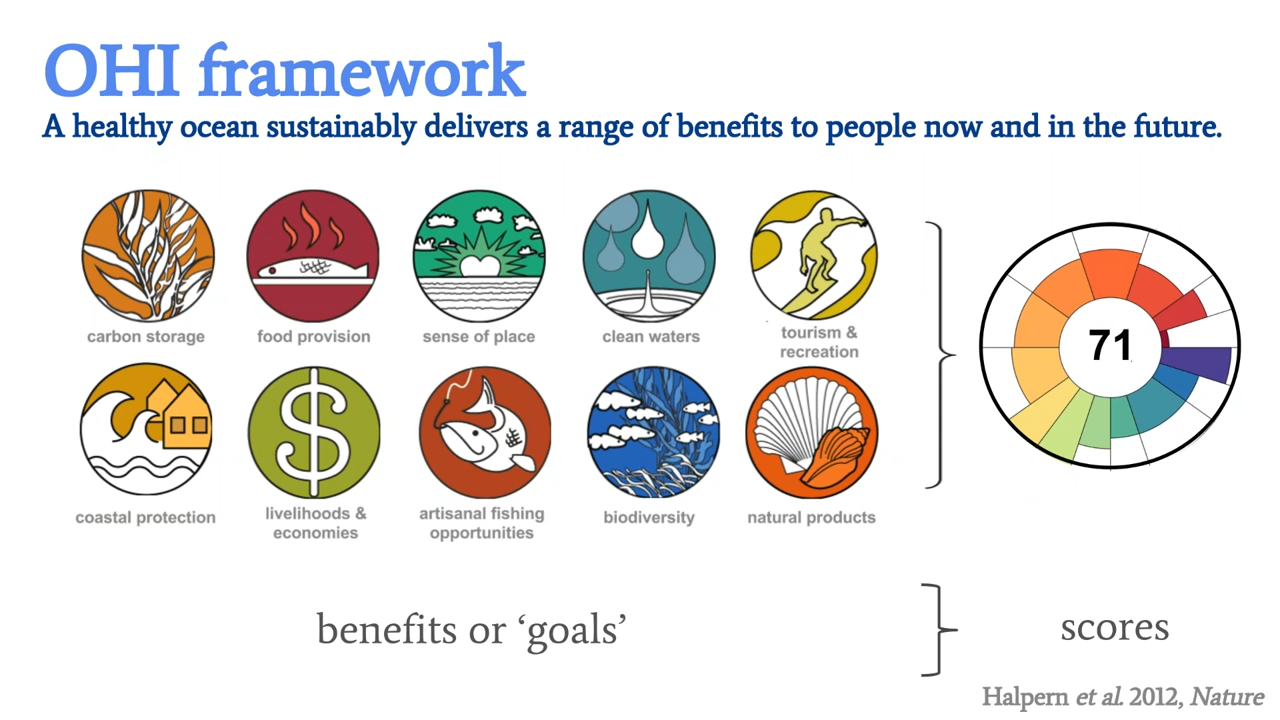 OHI framework
A healthy ocean sustainably delivers a range of benefits to people now and in the future.
carbon storage
food provision
sense of place
clean waters
tourism &
recreation
71
coastal protection
livelihoods &
economies
artisanal fishing
opportunities
biodiversity
natural products
benefits or ‘goals’
scores
Halpern et al. 2012, Nature